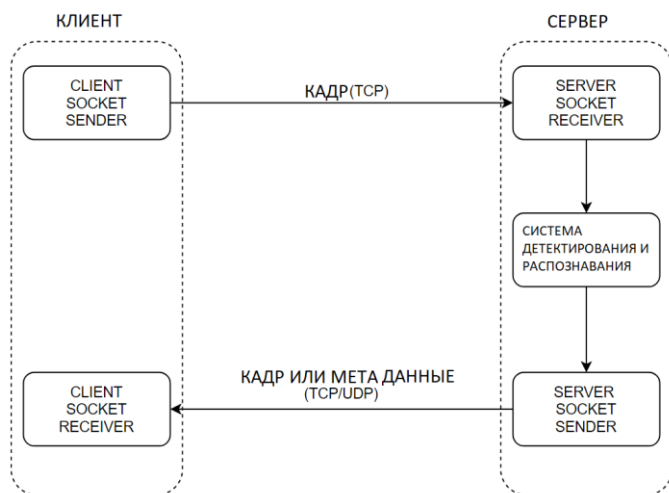 КЛИЕНТ
СЕРВЕР
CLIENT
SOCKET
SENDER
КАДР(TCP)
SERVER
SOCKET
RECEIVER
СИСТЕМА
ДЕТЕКТИРОВАНИЯ И
РАСПОЗНАВАНИЯ
CLIENT
SOCKET
RECEIVER
КАДР ИЛИ МЕТА ДАННЫЕ
(TCP/UDP)
SERVER
SOCKET
SENDER